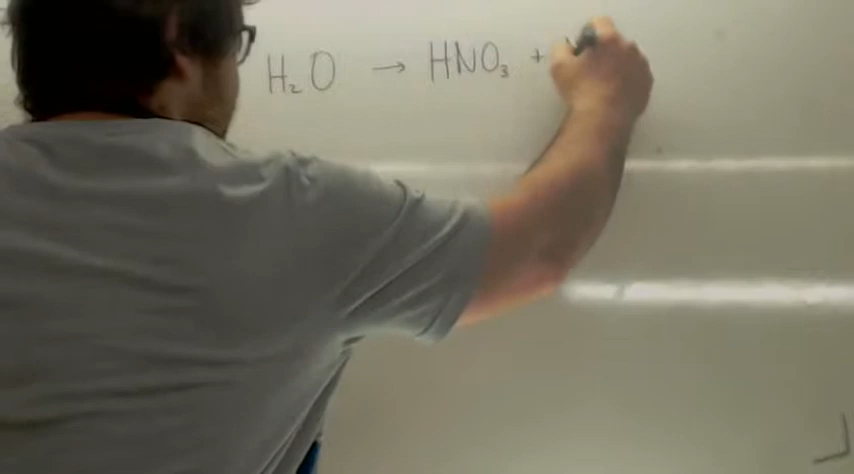 H₂O → HNO₃ +